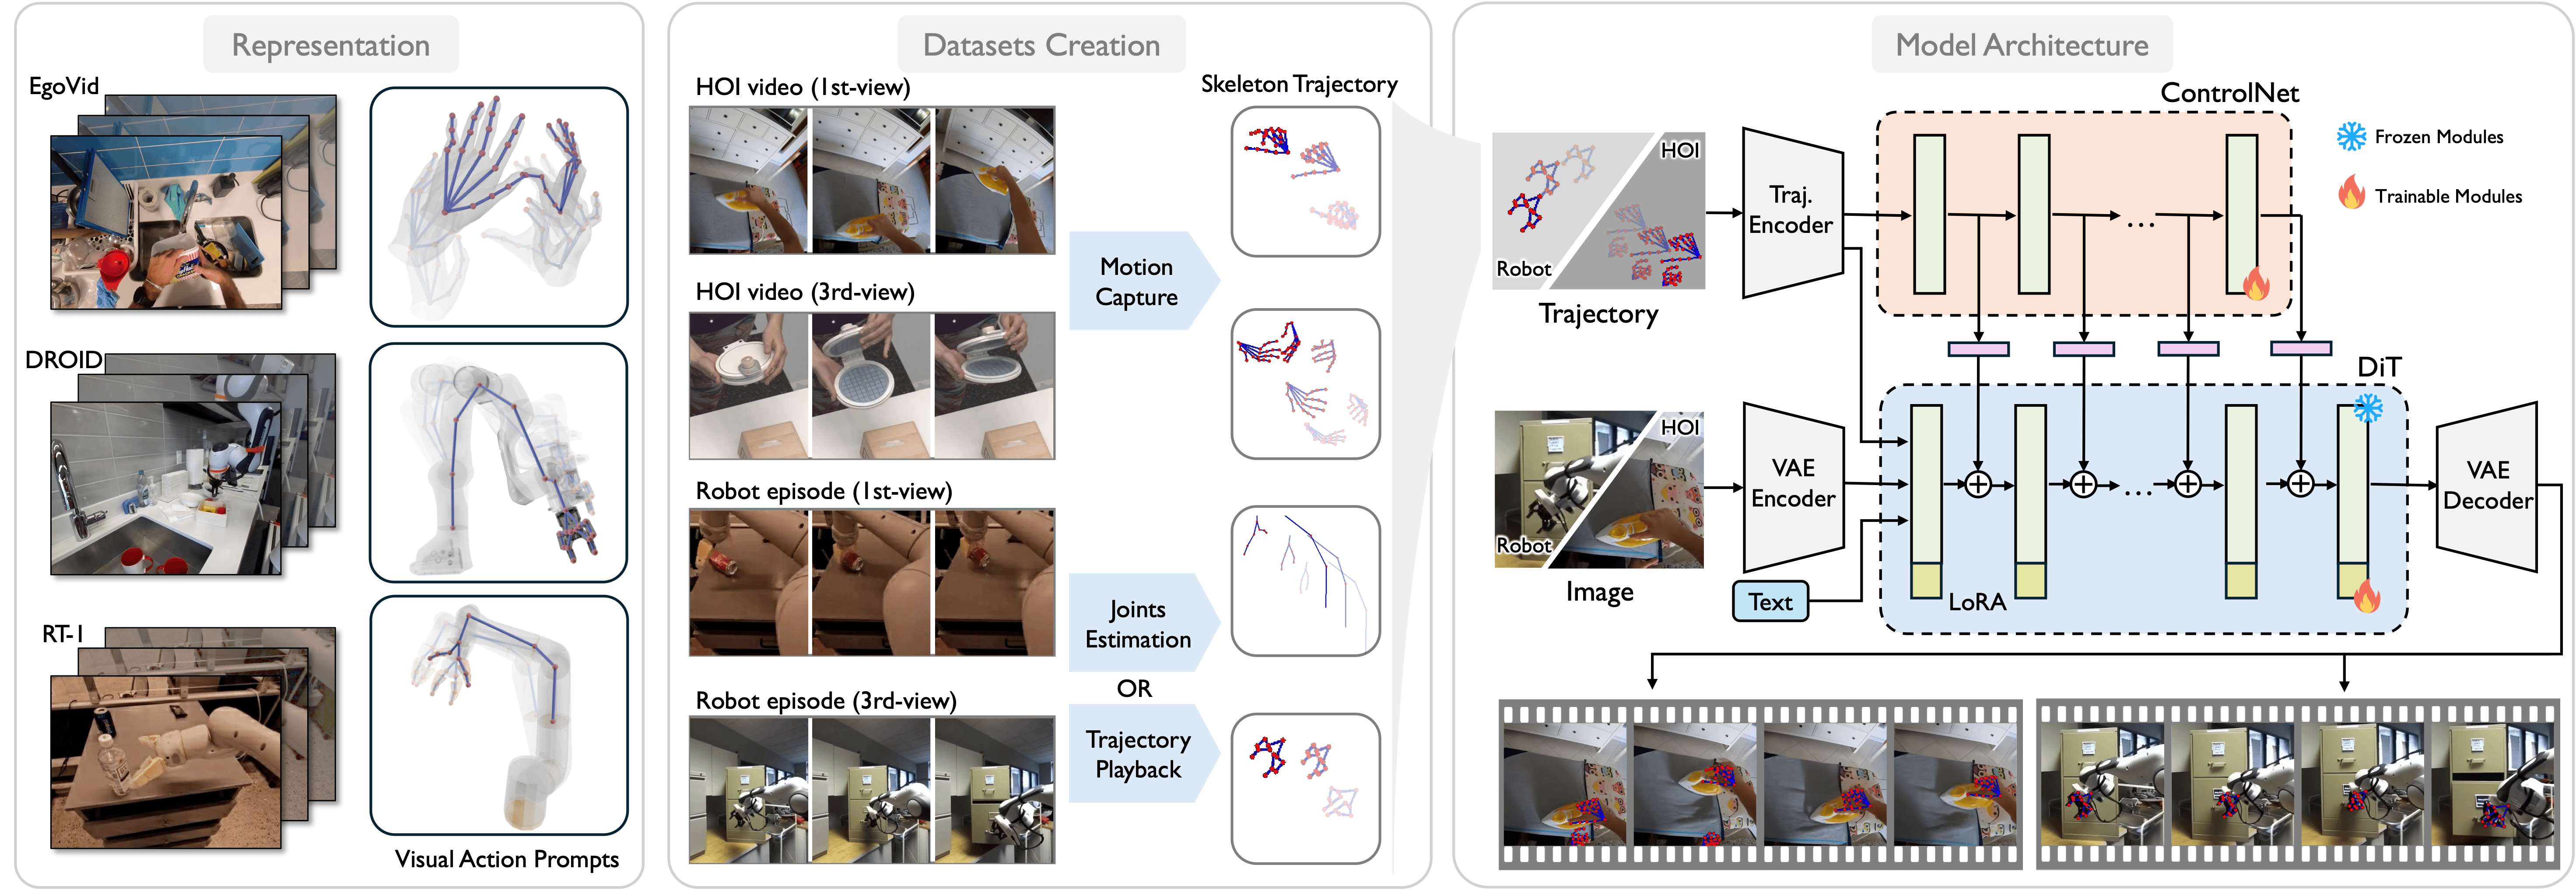 Representation
EgoVid
DROID
RT-1
Visual Action Prompts
Datasets Creation
HOI video (1st-view)
HOI video (3rd-view)
Robot episode (1st-view)
Robot episode (3rd-view)
Motion
Capture
Joints
Estimation
OR
Trajectory
Playback
Skeleton Trajectory
Model Architecture
ControlNet
Frozen Modules
Trainable Modules
HOI
Robot
Trajectory
Traj.
Encoder
...
DiT
HOI
Robot
Image
VAE
Encoder
Text
LoRA
...
VAE
Decoder